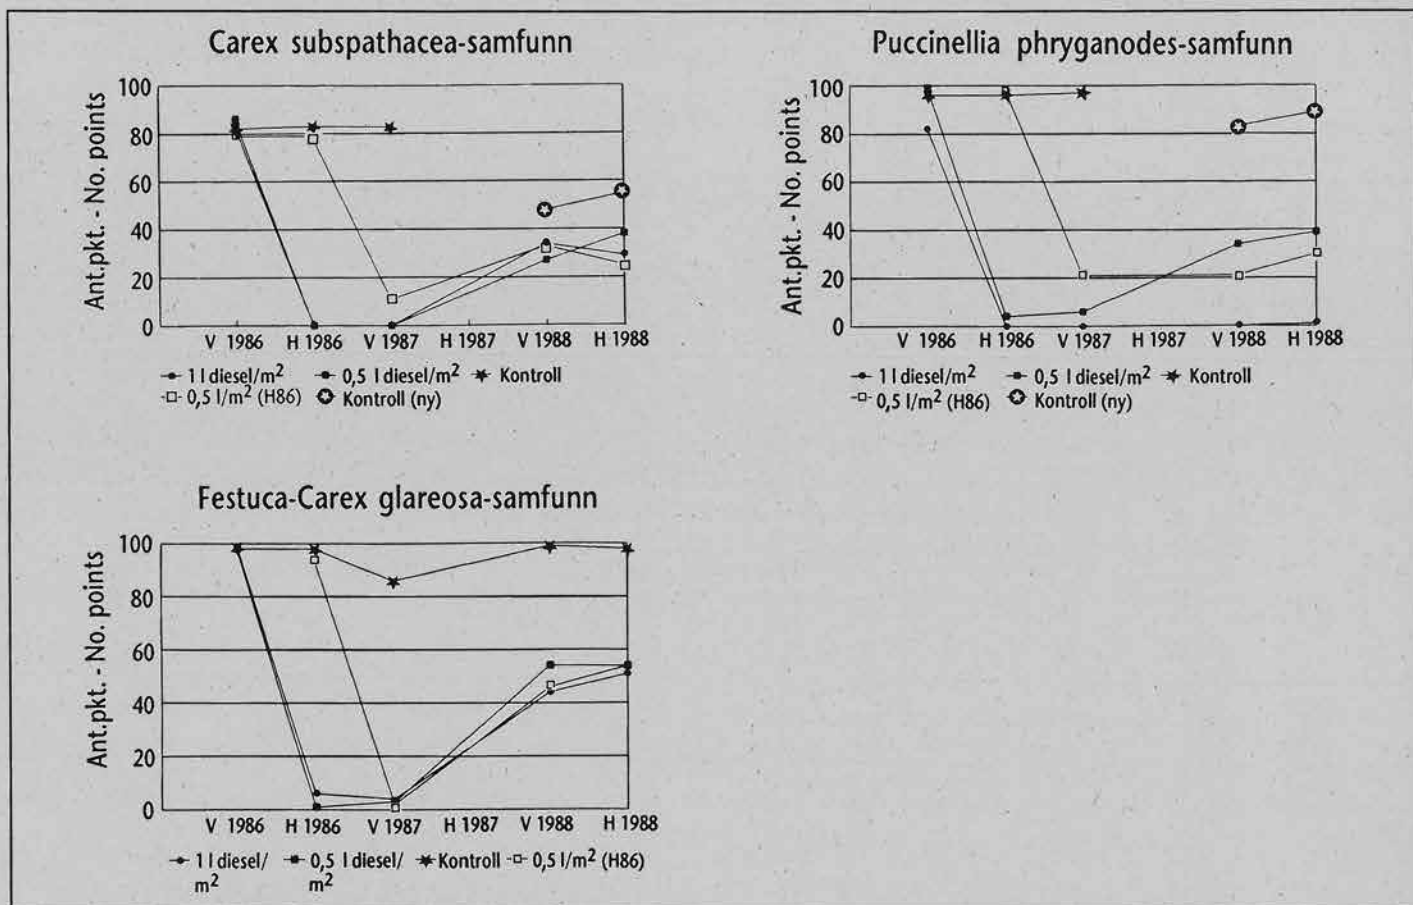 Carex subspathacea-samfunn
Ant.pkt. - No. points
100
80
60
40
20
0
V 1986 H 1986 V 1987 H 1987 V 1988 H 1988
1 l diesel/m² 0,5 l diesel/m² Kontroll
0,5 l/m² (H86) Kontroll (ny)
Puccinellia phryganodes-samfunn
Ant.pkt. - No. points
100
80
60
40
20
0
V 1986 H 1986 V 1987 H 1987 V 1988 H 1988
1 l diesel/m² 0,5 l diesel/m² Kontroll
0,5 l/m² (H86) Kontroll (ny)
Festuca-Carex glareosa-samfunn
Ant.pkt. - No. points
100
80
60
40
20
0
V 1986 H 1986 V 1987 H 1987 V 1988 H 1988
1 l diesel/ 0,5 l diesel/ Kontroll 0,5 l/m² (H86)
m² m²